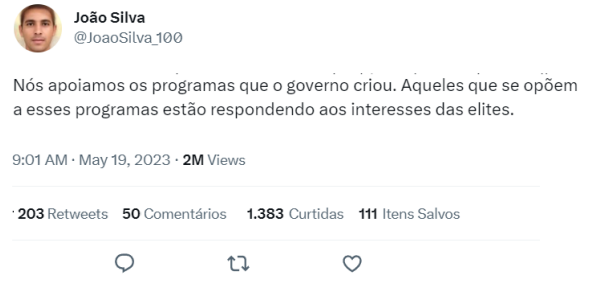 João Silva
@JoaoSilva_100
Nós apoiamos os programas que o governo criou. Aqueles que se opõem
a esses programas estão respondendo aos interesses das elites.
9:01 AM · May 19, 2023 · 2M Views
203 Retweets 50 Comentários 1.383 Curtidas 111 Itens Salvos